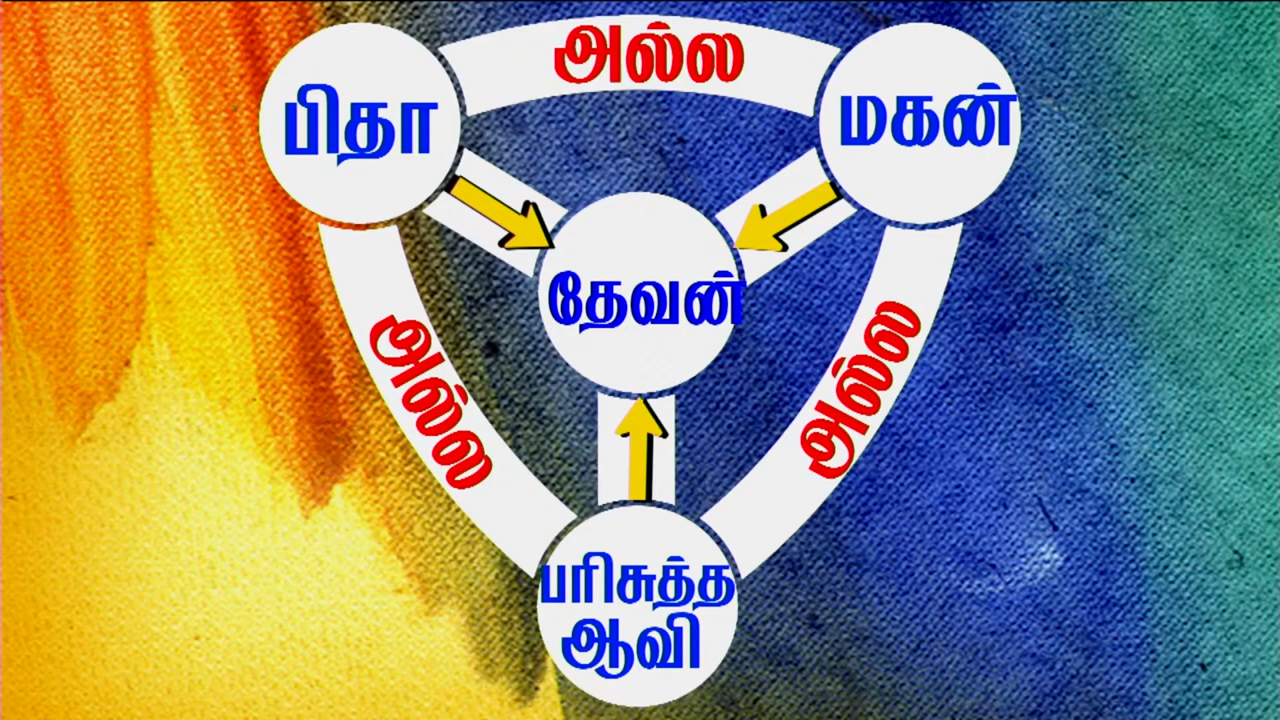 அல்ல
பிதா
மகன்
தேவன்
அல்ல
அல்ல
பரிசுத்த
ஆவி